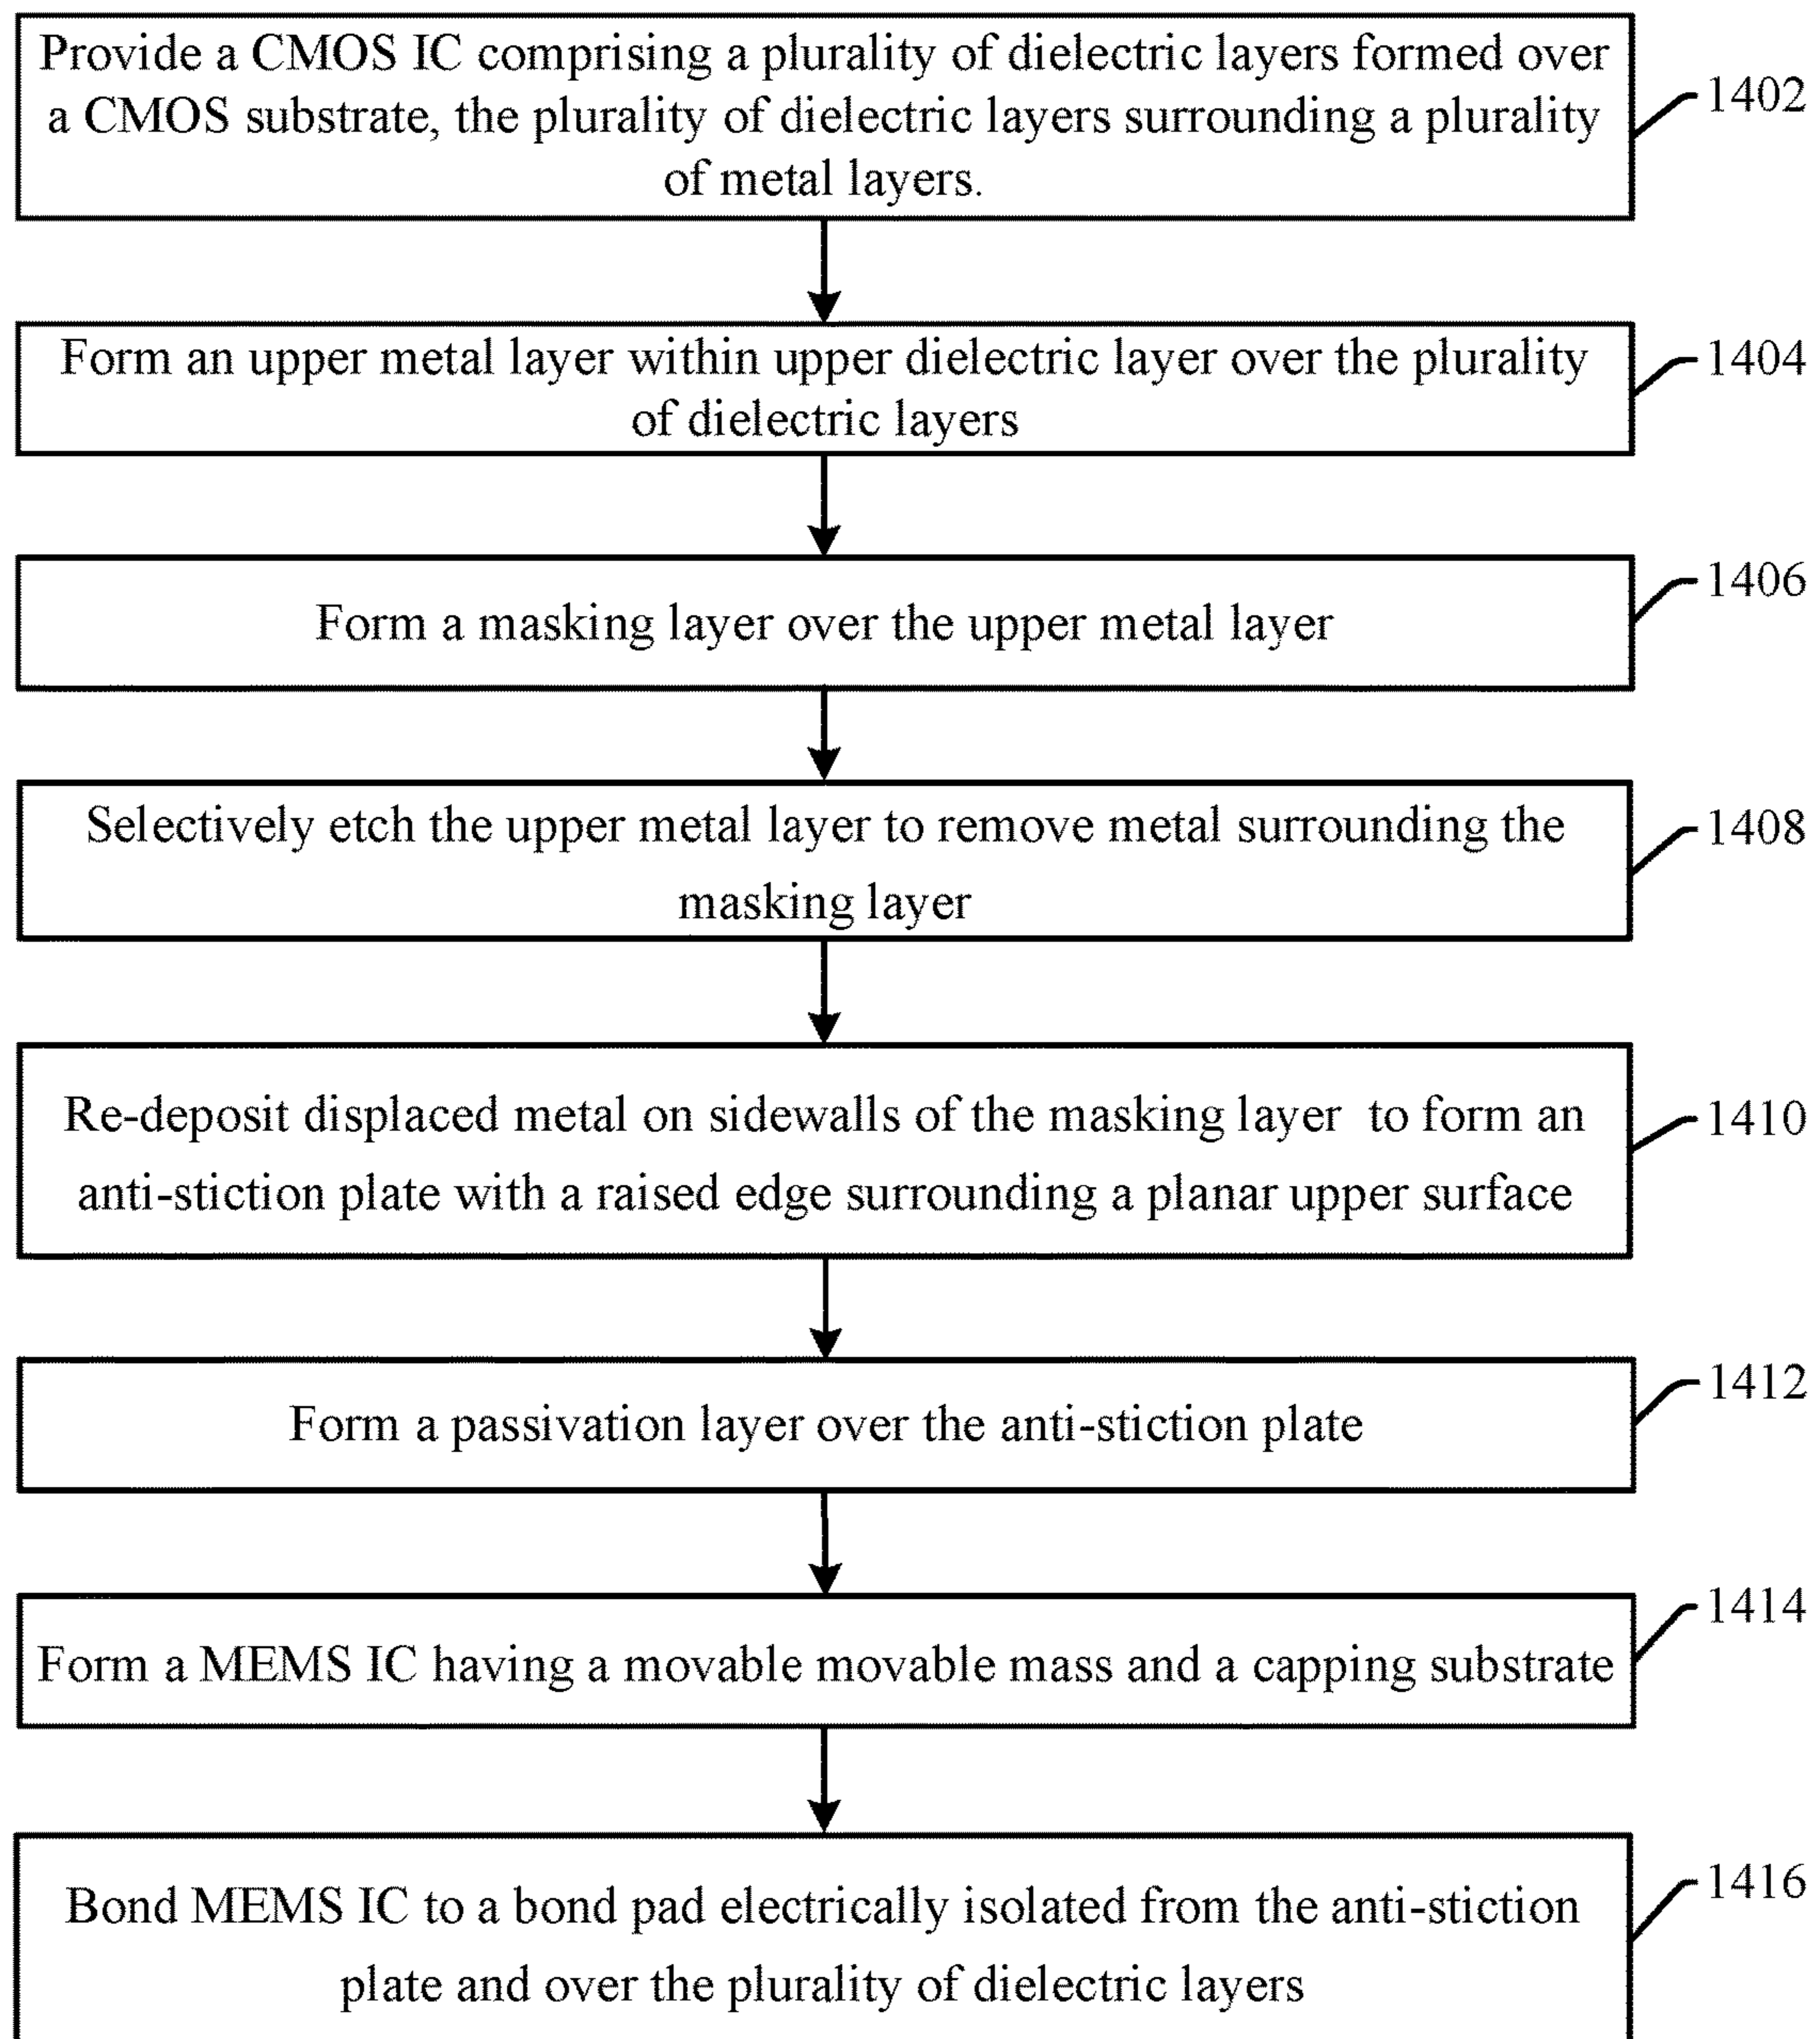 Provide a CMOS IC comprising a plurality of dielectric layers formed over
a CMOS substrate, the plurality of dielectric layers surrounding a plurality
of metal layers.
1402
Form an upper metal layer within upper dielectric layer over the plurality
of dielectric layers
1404
Form a masking layer over the upper metal layer
1406
Selectively etch the upper metal layer to remove metal surrounding the
masking layer
1408
Re-deposit displaced metal on sidewalls of the masking layer to form an
anti-stiction plate with a raised edge surrounding a planar upper surface
1410
Form a passivation layer over the anti-stiction plate
1412
Form a MEMS IC having a movable movable mass and a capping substrate
1414
Bond MEMS IC to a bond pad electrically isolated from the anti-stiction
plate and over the plurality of dielectric layers
1416